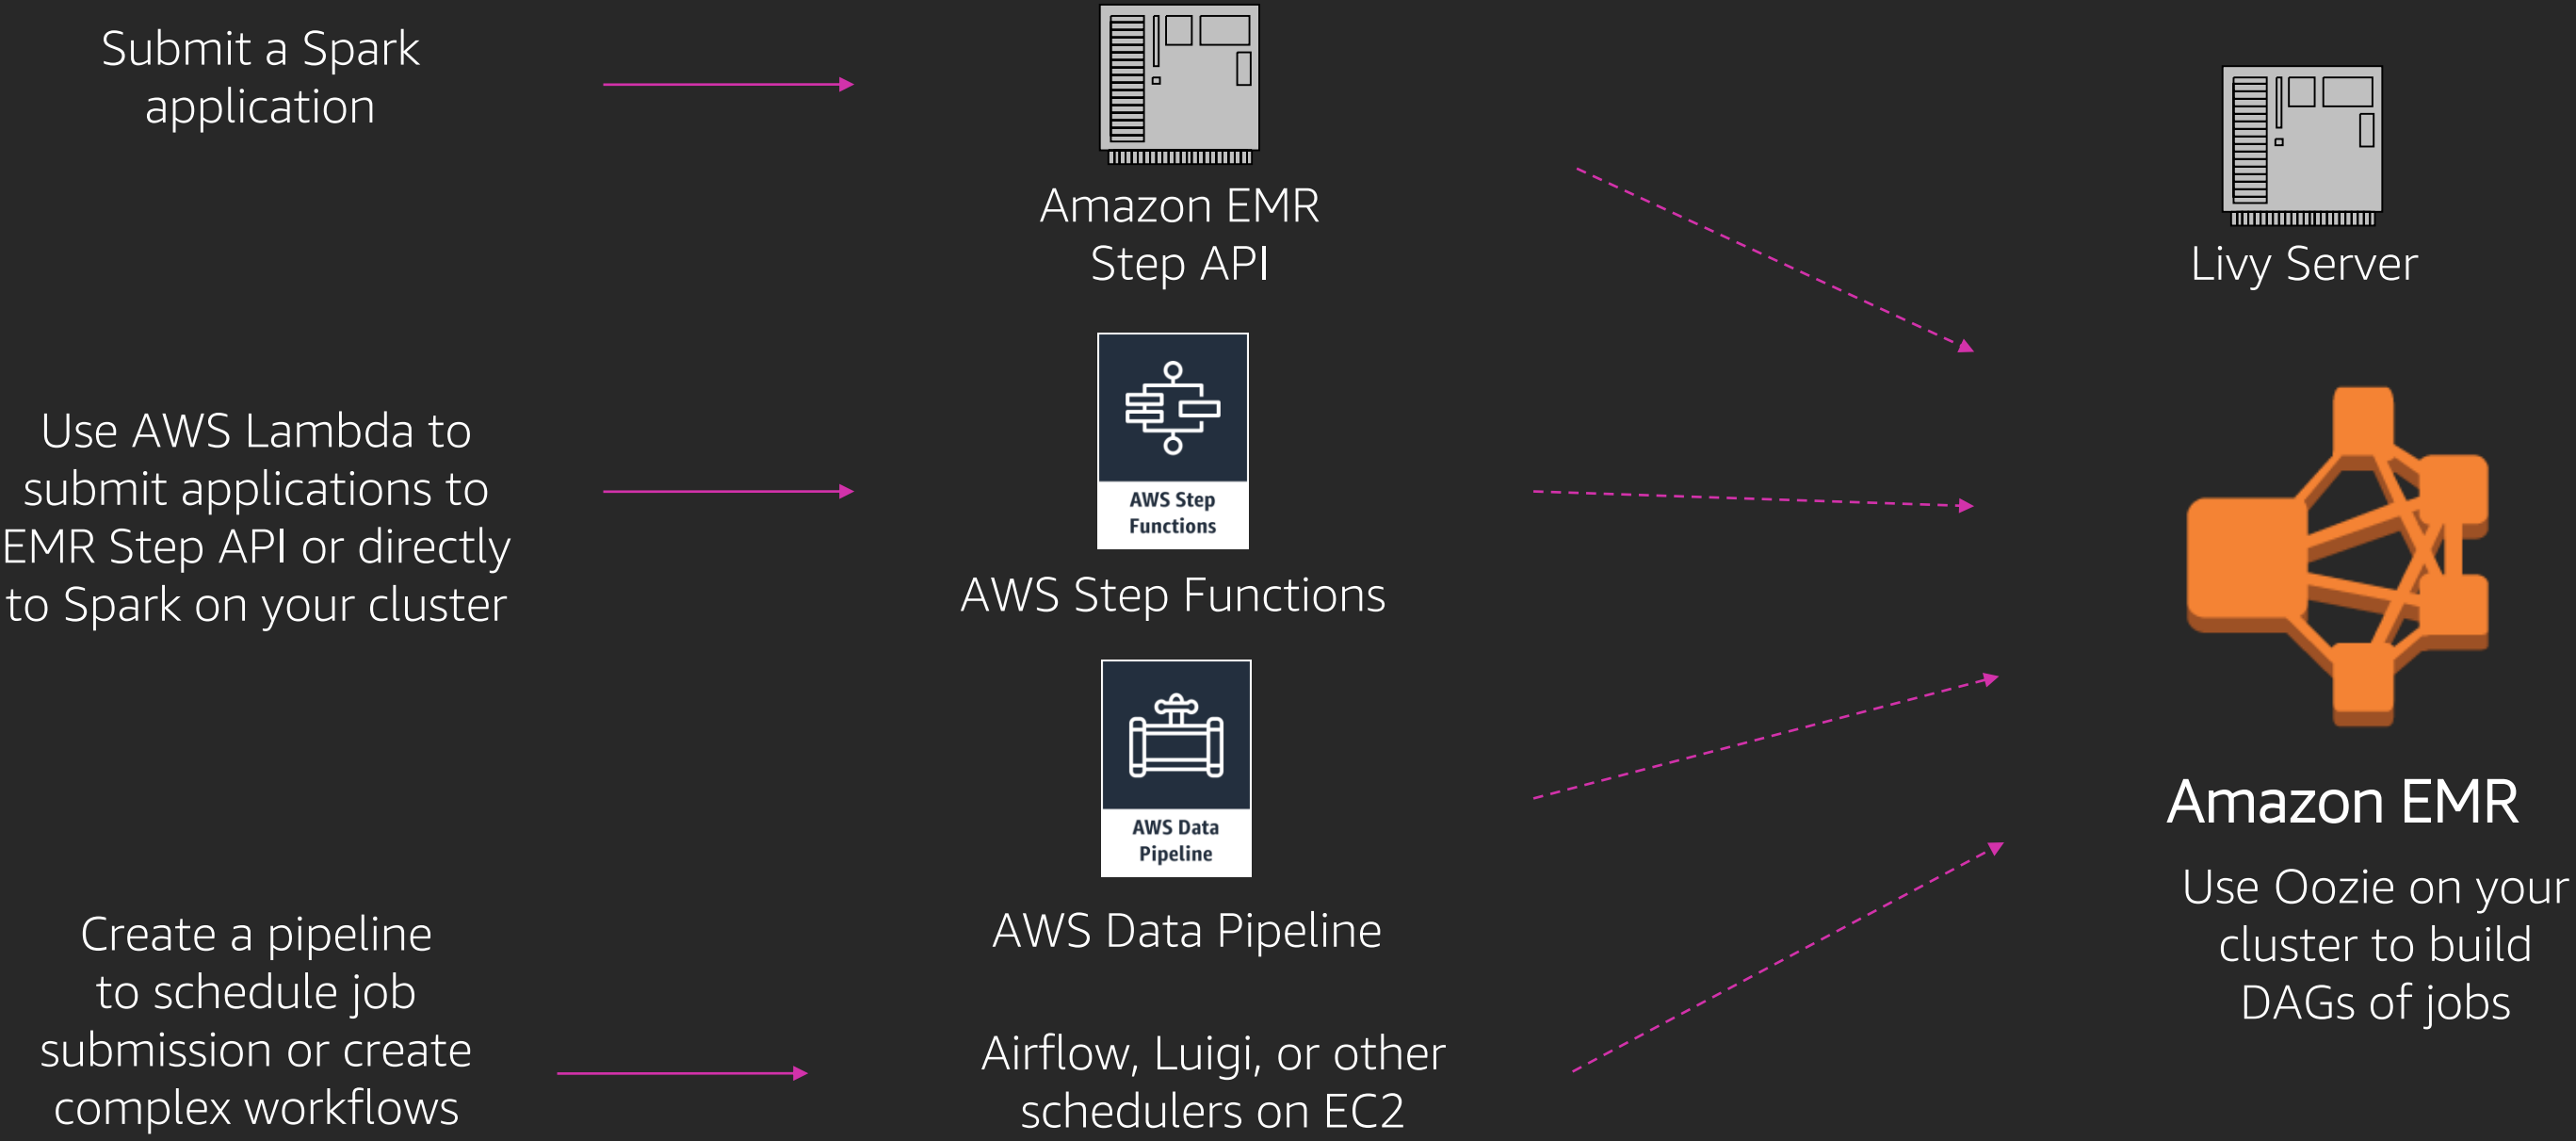 Submit a Spark
application
Amazon EMR
Step API
Livy Server
Use AWS Lambda to
submit applications to
EMR Step API or directly
to Spark on your cluster
AWS Step
Functions
AWS Step Functions
AWS Data
Pipeline
AWS Data Pipeline
Amazon EMR
Use Oozie on your
cluster to build
DAGs of jobs
Create a pipeline
to schedule job
submission or create
complex workflows
Airflow, Luigi, or other
schedulers on EC2